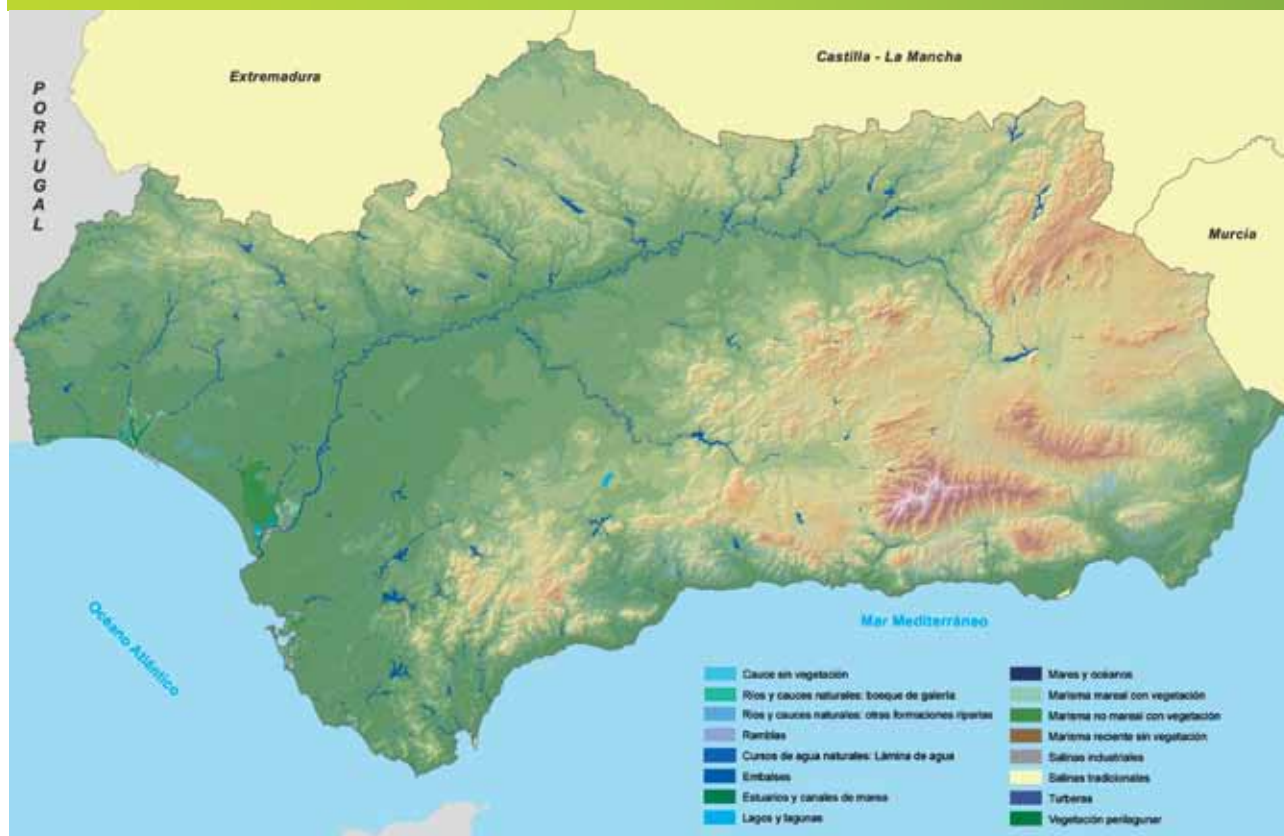 Extremadura
Castilla - La Mancha
PORTUGAL
Murcia
Océano Atlántico
Mar Mediterráneo
Cauce sin vegetación
Ríos y cauces naturales: bosque de galería
Ríos y cauces naturales: otras formaciones riparias
Ramblas
Cursos de agua naturales: Lámina de agua
Embalses
Estuarios y canales de marea
Lagos y lagunas
Mares y océanos
Marisma mareal con vegetación
Marisma no mareal con vegetación
Marisma reciente sin vegetación
Salinas industriales
Salinas tradicionales
Turberas
Vegetación perilagunar